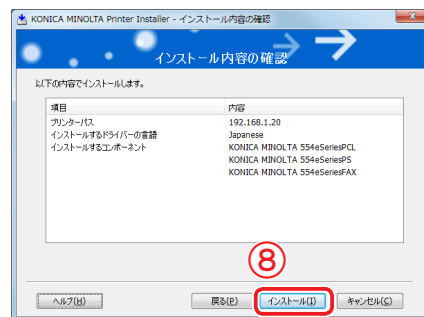 KONICA MINOLTA Printer Installer - インストール内容の確認
インストール内容の確認
以下の内容でインストールします。
項目 内容
プリンターパス 192.168.1.20
インストールするドライバーの言語 Japanese
インストールするコンポーネント KONICA MINOLTA 554eSeriesPCL
KONICA MINOLTA 554eSeriesPS
KONICA MINOLTA 554eSeriesFAX
⑧
ヘルプ(H) 戻る(P) インストール(I) キャンセル(C)